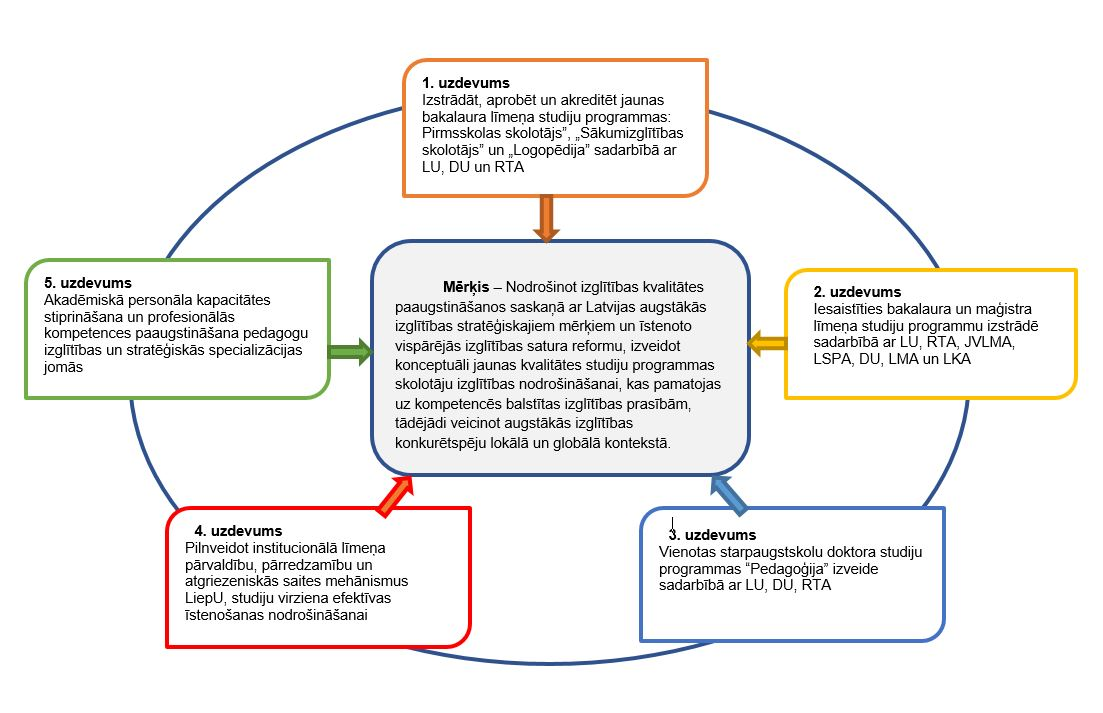 1. uzdevums
Izstrādāt, aprobēt un akreditēt jaunas
bakalaura līmeņa studiju programmas:
Pirmsskolas skolotājs”, „Sākumizglītības
skolotājs” un „Logopēdija” sadarbībā ar
LU, DU un RTA
5. uzdevums
Akadēmiskā personāla kapacitātes
stiprināšana un profesionālās
kompetences paaugstināšana pedagogu
izglītības un stratēģiskās specializācijas
jomās
Mērķis – Nodrošinot izglītības kvalitātes
paaugstināšanos saskaņā ar Latvijas augstākās
izglītības stratēģiskajiem mērķiem un īstenoto
vispārējās izglītības satura reformu, izveidot
konceptuāli jaunas kvalitātes studiju programmas
skolotāju izglītības nodrošināšanai, kas pamatojas
uz kompetencēs balstītas izglītības prasībām,
tādējādi veicinot augstākās izglītības
konkurētspēju lokālā un globālā kontekstā.
2. uzdevums
Iesaistīties bakalaura un maģistra
līmeņa studiju programmu izstrādē
sadarbībā ar LU, RTA, JVLMA,
LSPA, DU, LMA un LKA
4. uzdevums
Pilnveidot institucionālā līmeņa
pārvaldību, pārredzamību un
atgriezeniskās saites mehānismus
LiepU, studiju virziena efektīvas
īstenošanas nodrošināšanai
3. uzdevums
Vienotas starpaugstskolu doktora studiju
programmas “Pedagoģija” izveide
sadarbībā ar LU, DU, RTA